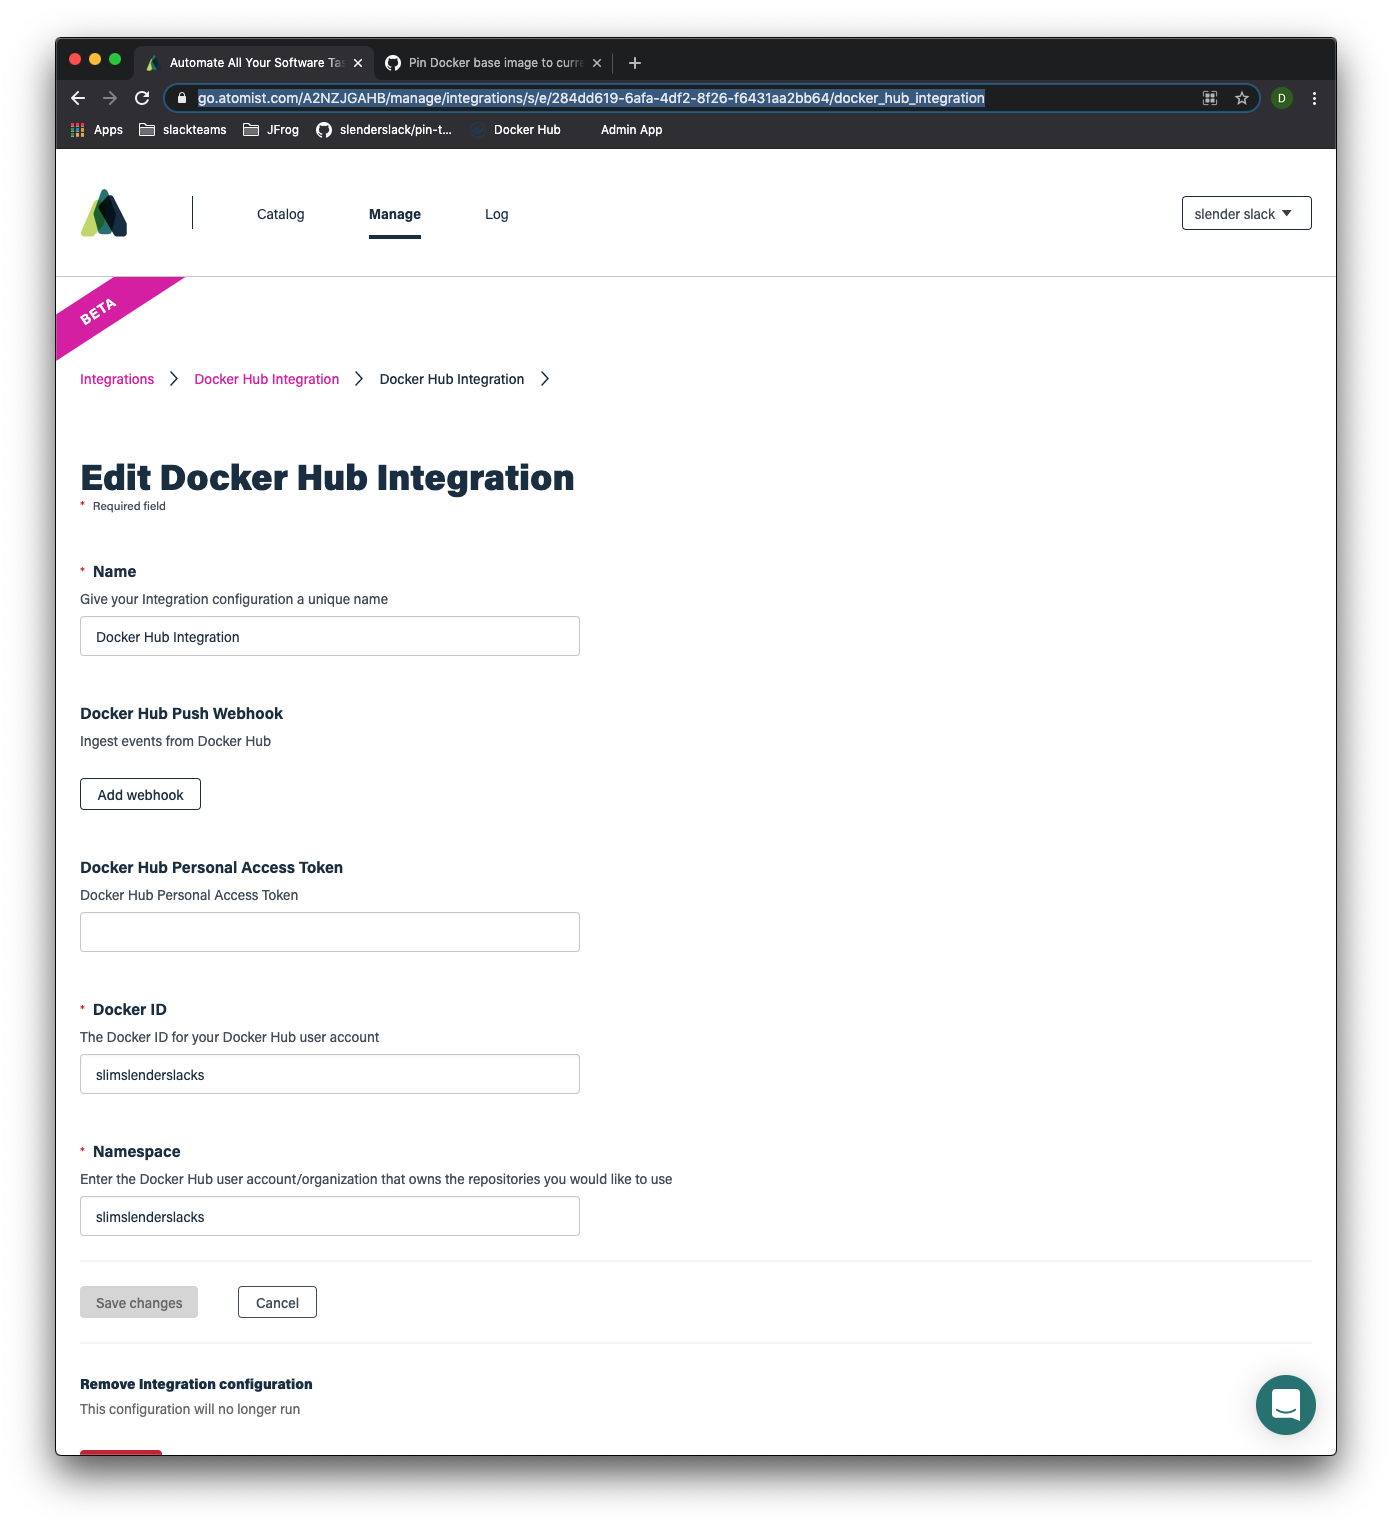 Automate All Your Software Tas
Pin Docker base image to curre
go.atomist.com/A2NZJGAHB/manage/integrations/s/e/284dd619-6afa-4df2-8f26-f6431aa2bb64/docker_hub_integration
D
Apps slackteams JFrog slenderslack/pin-t... Docker Hub Admin App
Catalog Manage Log slender slack
BETA
Integrations Docker Hub Integration Docker Hub Integration
Edit Docker Hub Integration
* Required field
* Name
Give your Integration configuration a unique name
Docker Hub Integration
Docker Hub Push Webhook
Ingest events from Docker Hub
Add webhook
Docker Hub Personal Access Token
Docker Hub Personal Access Token
* Docker ID
The Docker ID for your Docker Hub user account
slimslenderslacks
* Namespace
Enter the Docker Hub user account/organization that owns the repositories you would like to use
slimslenderslacks
Save changes Cancel
Remove Integration configuration
This configuration will no longer run